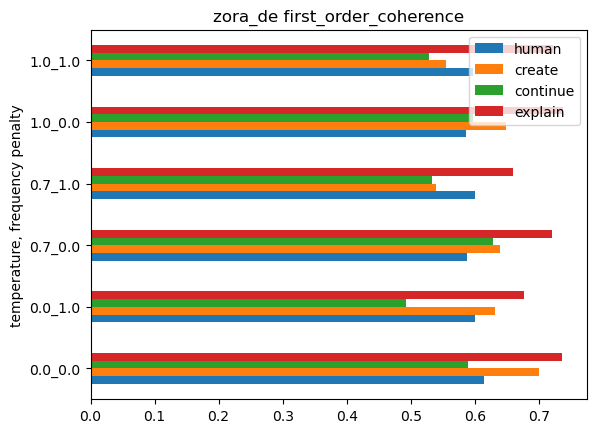 zora_de first_order_coherence
human
create
continue
explain
temperature, frequency penalty
1.0_1.0
1.0_0.0
0.7_1.0
0.7_0.0
0.0_1.0
0.0_0.0
0.0 0.1 0.2 0.3 0.4 0.5 0.6 0.7